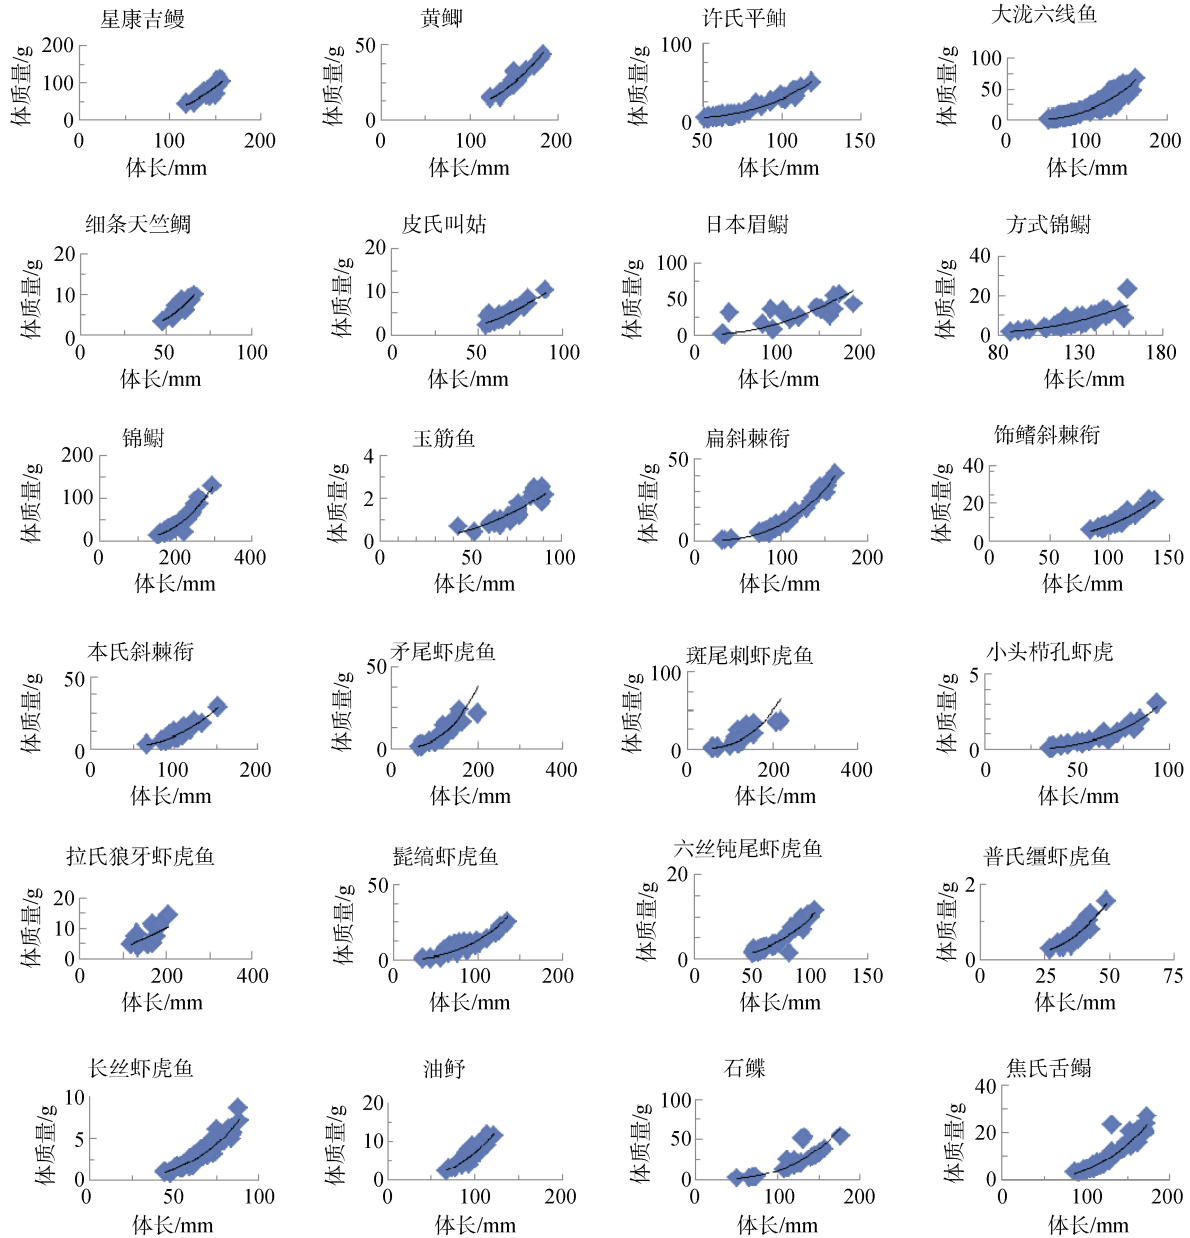 星康吉鳗
体质量/g
200
100
0
0
100
200
体长/mm
黄鲫
体质量/g
50
0
0
100
200
体长/mm
许氏平鲉
体质量/g
100
0
50
100
150
体长/mm
大泷六线鱼
体质量/g
100
50
0
0
100
200
体长/mm
细条天竺鲷
体质量/g
20
10
0
0
50
100
体长/mm
皮氏叫姑
体质量/g
20
10
0
0
50
100
体长/mm
日本眉鳚
体质量/g
100
50
0
0
100
200
体长/mm
方式锦鳚
体质量/g
40
20
0
80
130
180
体长/mm
锦鳚
体质量/g
200
100
0
0
200
400
体长/mm
玉筋鱼
体质量/g
4
2
0
0
50
100
体长/mm
扁斜棘䲗
体质量/g
50
0
0
100
200
体长/mm
饰鳍斜棘䲗
体质量/g
40
20
0
0
50
100
150
体长/mm
本氏斜棘䲗
体质量/g
50
0
0
100
200
体长/mm
矛尾虾虎鱼
体质量/g
50
0
0
200
400
体长/mm
斑尾刺虾虎鱼
体质量/g
100
0
0
200
400
体长/mm
小头栉孔虾虎
体质量/g
5
0
0
50
100
体长/mm
拉氏狼牙虾虎鱼
体质量/g
20
10
0
0
200
400
体长/mm
髭缟虾虎鱼
体质量/g
50
0
0
100
200
体长/mm
六丝钝尾虾虎鱼
体质量/g
20
0
0
50
100
150
体长/mm
普氏缰虾虎鱼
体质量/g
2
0
0
25
50
75
体长/mm
长丝虾虎鱼
体质量/g
10
5
0
0
50
100
体长/mm
油魣
体质量/g
20
10
0
0
100
200
体长/mm
石鲽
体质量/g
100
50
0
0
100
200
体长/mm
焦氏舌鳎
体质量/g
40
20
0
0
100
200
体长/mm